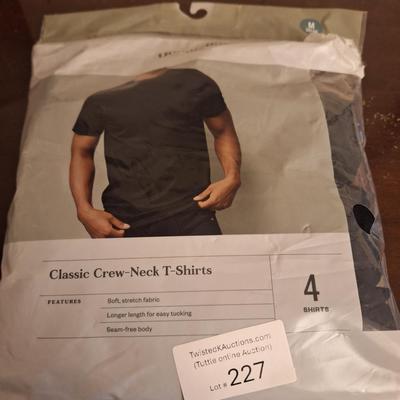 M
Classic Crew-Neck T-Shirts
FEATURES
Soft, stretch fabric
Longer length for easy tucking
Seam-free body
4
SHIRTS
TwistedKAuctions.com
(Tuttle online Auction)
Lot # 227